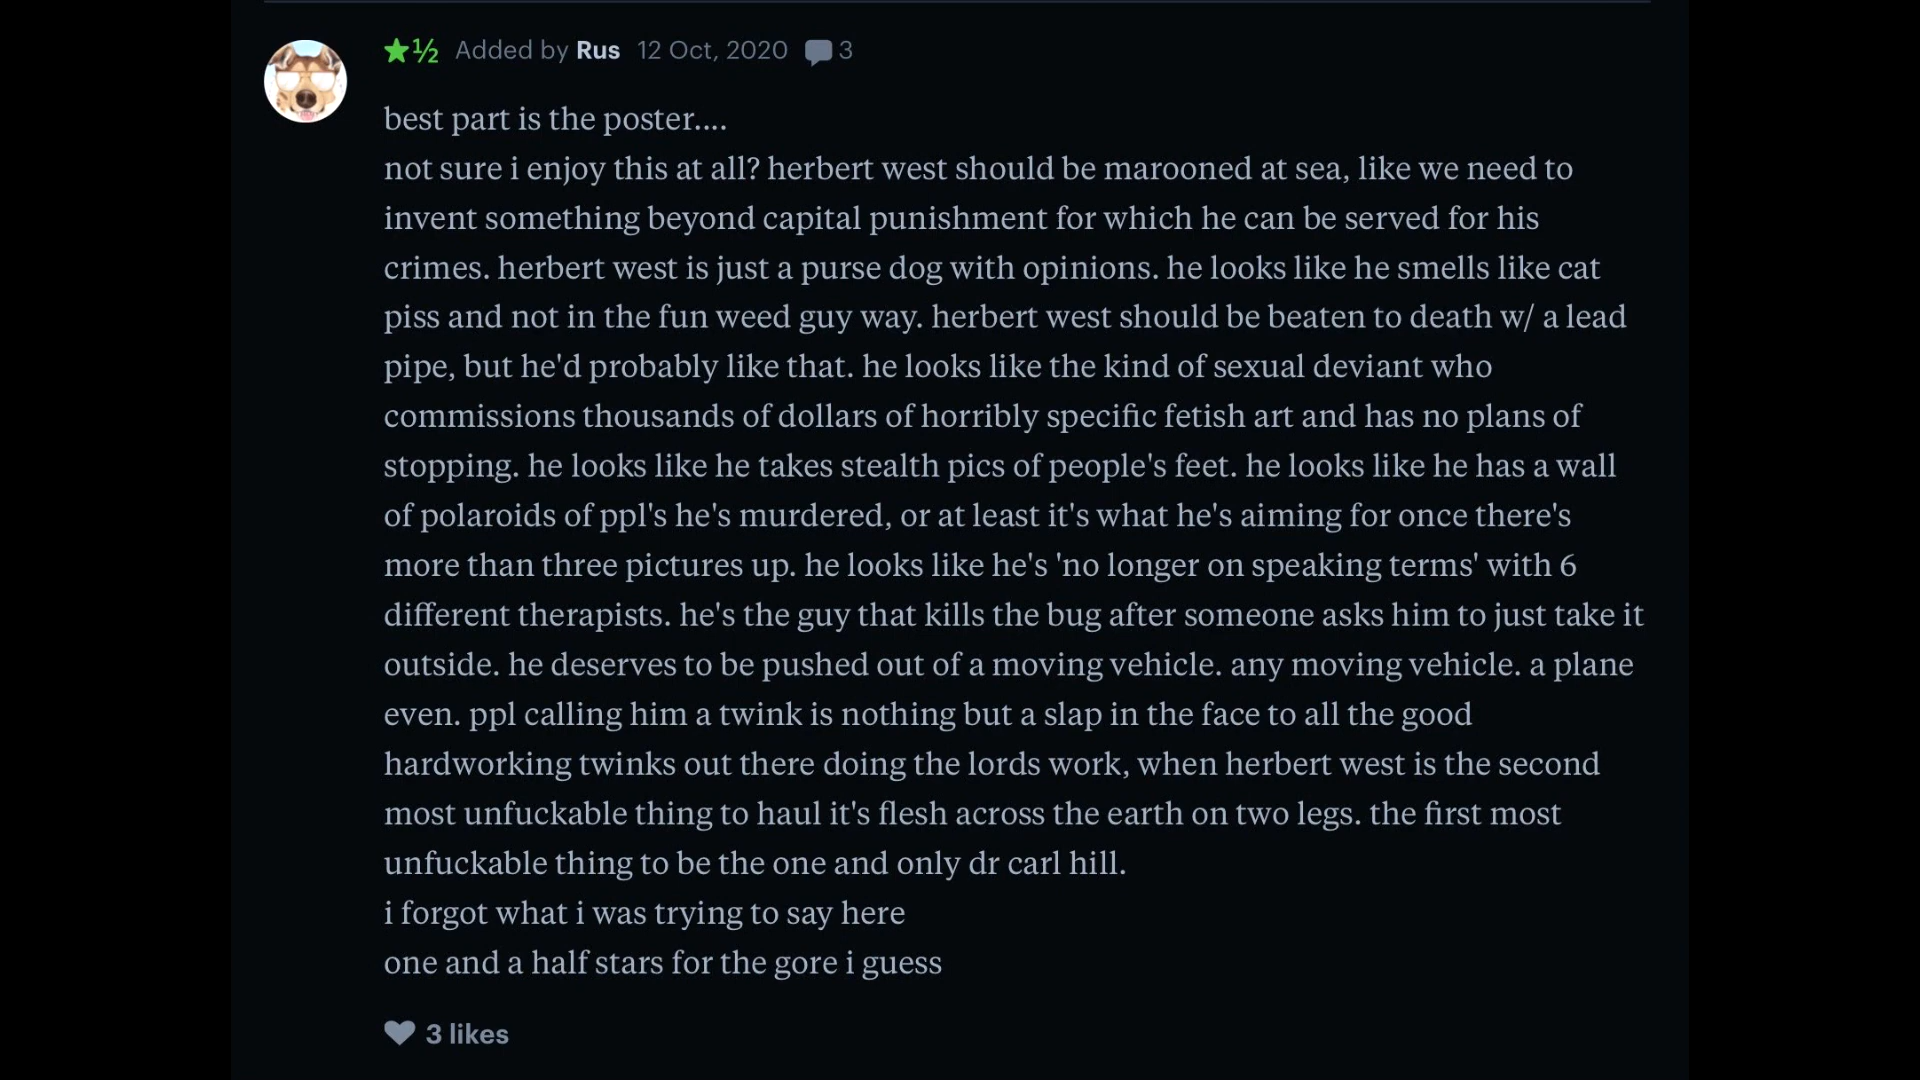 ★½ Added by Rus 12 Oct, 2020 3
best part is the poster....
not sure i enjoy this at all? herbert west should be marooned at sea, like we need to
invent something beyond capital punishment for which he can be served for his
crimes. herbert west is just a purse dog with opinions. he looks like he smells like cat
piss and not in the fun weed guy way. herbert west should be beaten to death w/ a lead
pipe, but he'd probably like that. he looks like the kind of sexual deviant who
commissions thousands of dollars of horribly specific fetish art and has no plans of
stopping. he looks like he takes stealth pics of people's feet. he looks like he has a wall
of polaroids of ppl's he's murdered, or at least it's what he's aiming for once there's
more than three pictures up. he looks like he's 'no longer on speaking terms' with 6
different therapists. he's the guy that kills the bug after someone asks him to just take it
outside. he deserves to be pushed out of a moving vehicle. any moving vehicle. a plane
even. ppl calling him a twink is nothing but a slap in the face to all the good
hardworking twinks out there doing the lords work, when herbert west is the second
most unfuckable thing to haul it's flesh across the earth on two legs. the first most
unfuckable thing to be the one and only dr carl hill.
i forgot what i was trying to say here
one and a half stars for the gore i guess
3 likes